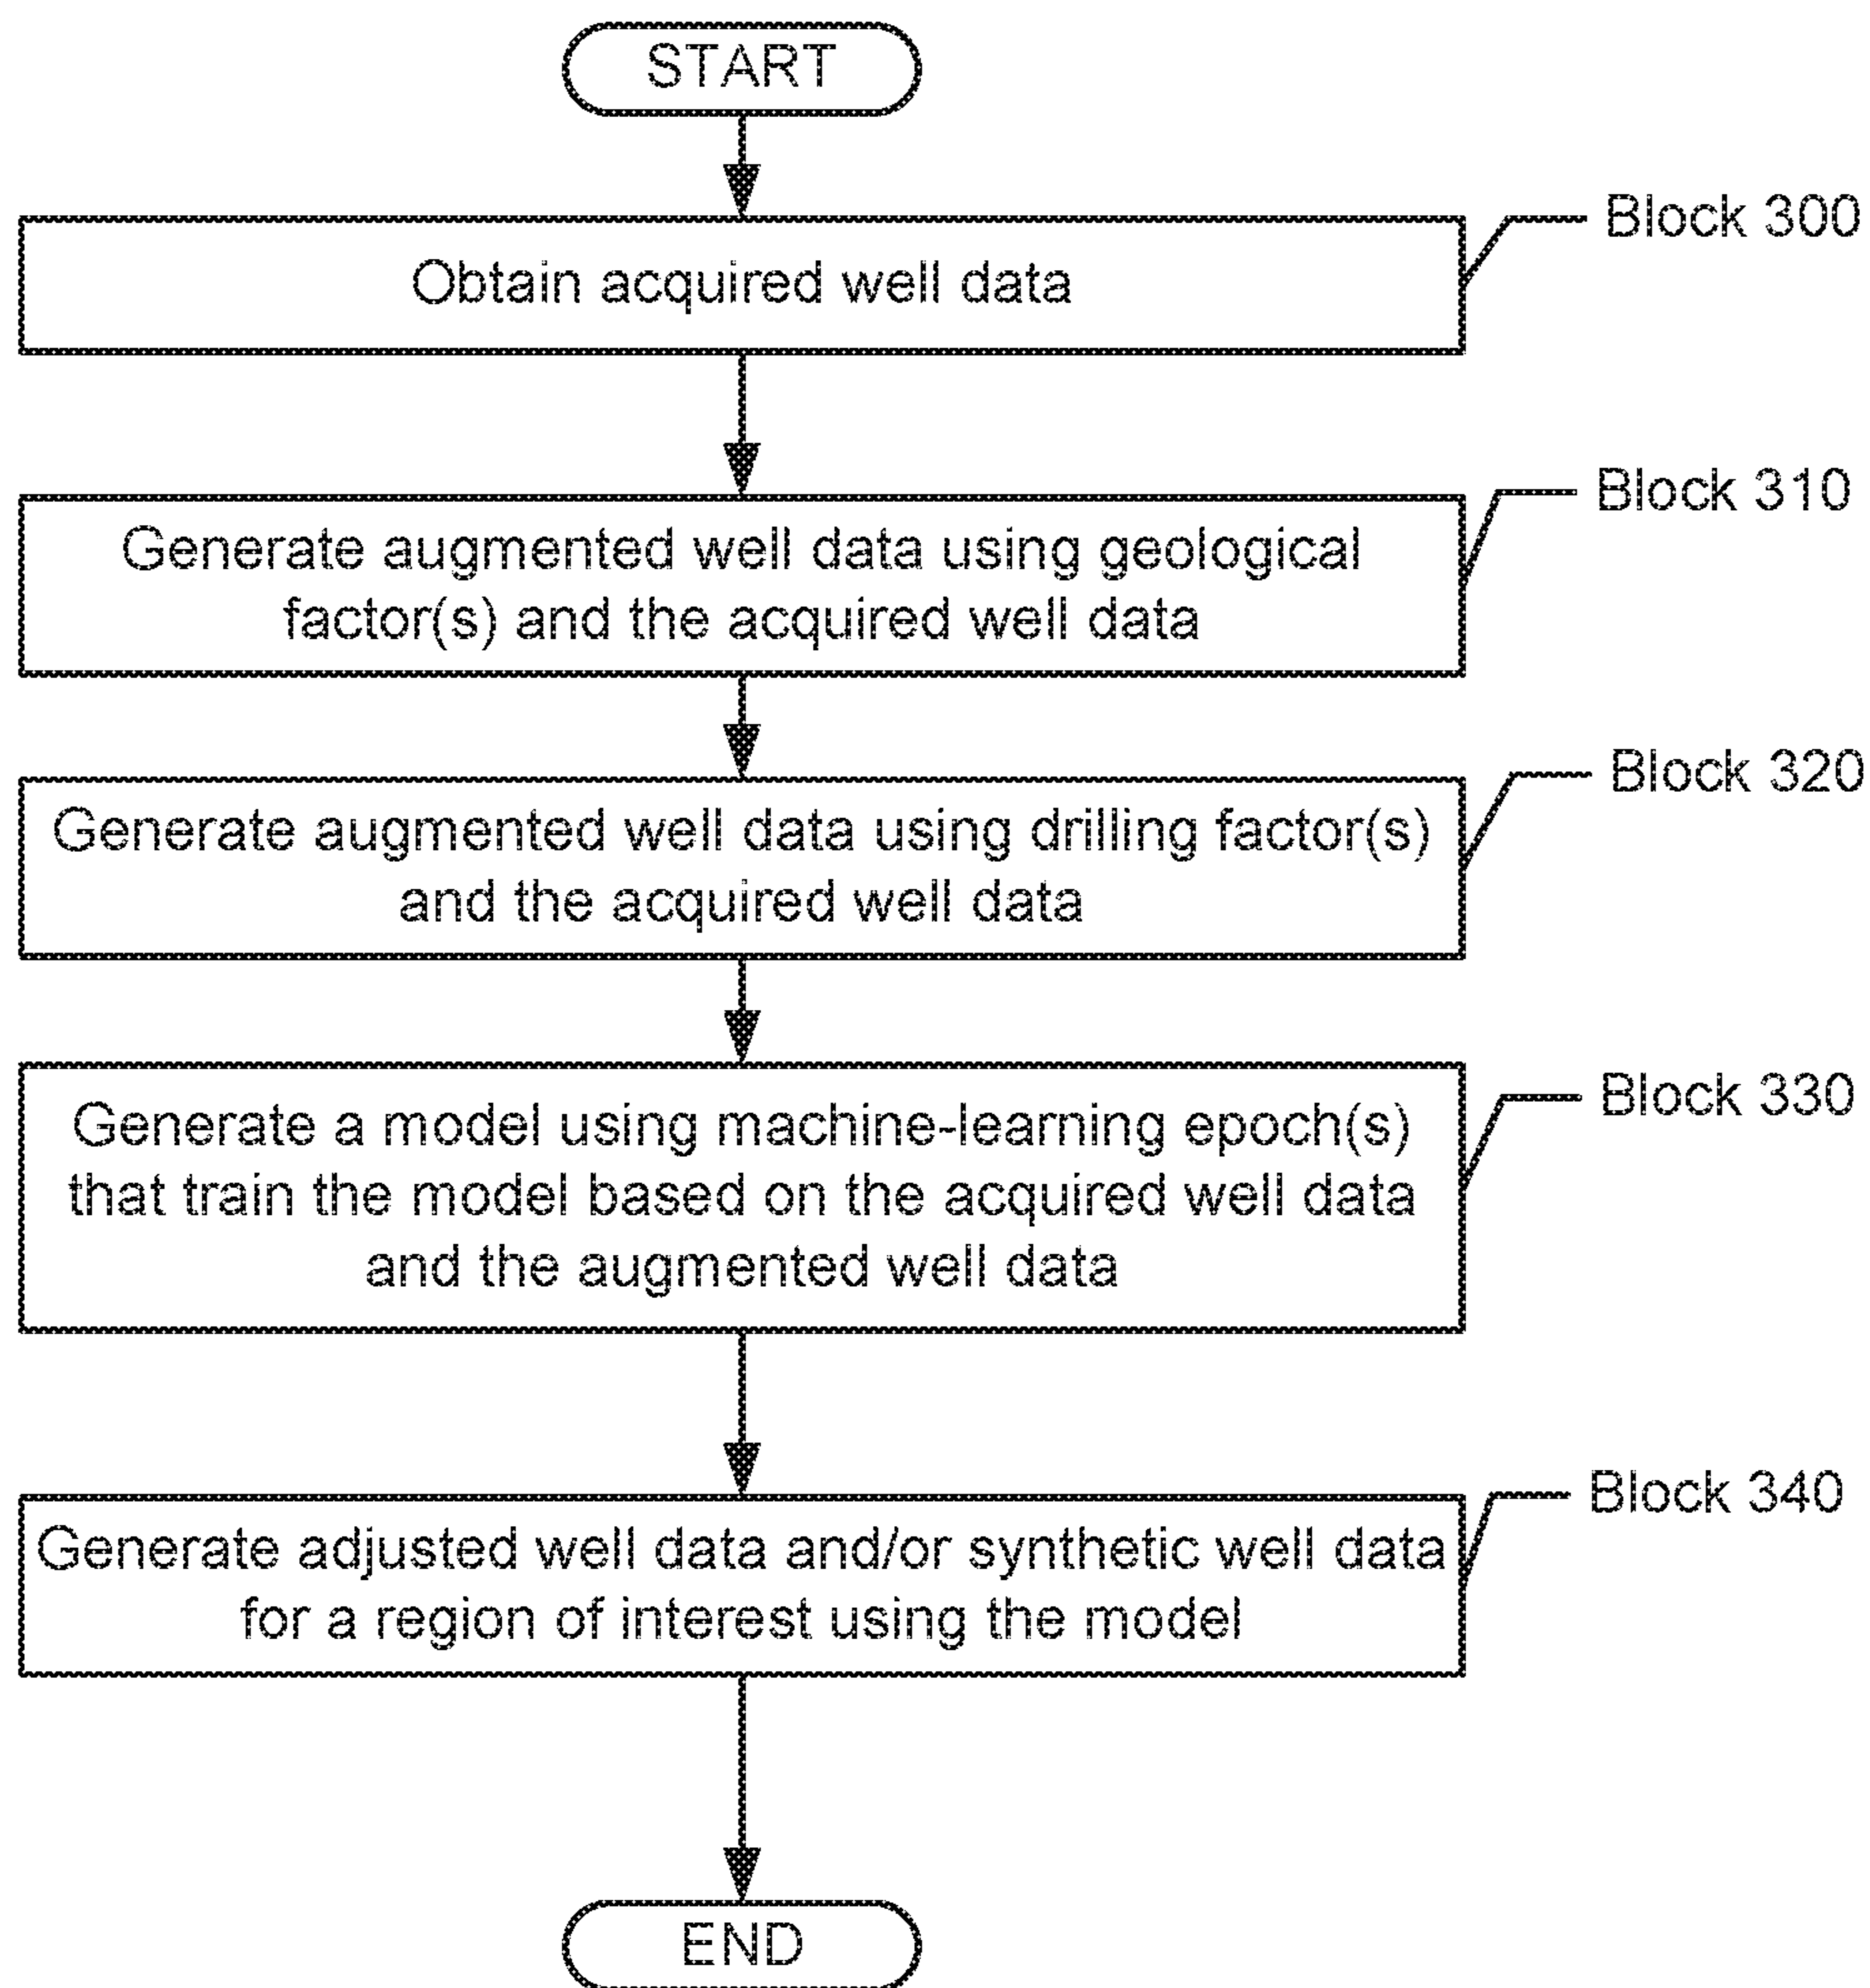 START
Block 300
Obtain acquired well data
Block 310
Generate augmented well data using geological
factor(s) and the acquired well data
Block 320
Generate augmented well data using drilling factor(s)
and the acquired well data
Block 330
Generate a model using machine-learning epoch(s)
that train the model based on the acquired well data
and the augmented well data
Block 340
Generate adjusted well data and/or synthetic well data
for a region of interest using the model
END